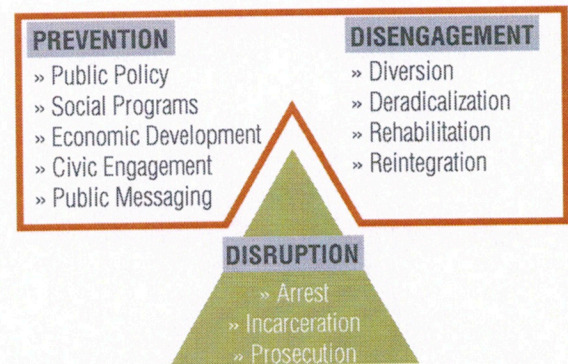 PREVENTION
» Public Policy
» Social Programs
» Economic Development
» Civic Engagement
» Public Messaging
DISENGAGEMENT
» Diversion
» Deradicalization
» Rehabilitation
» Reintegration
DISRUPTION
» Arrest
» Incarceration
» Prosecution